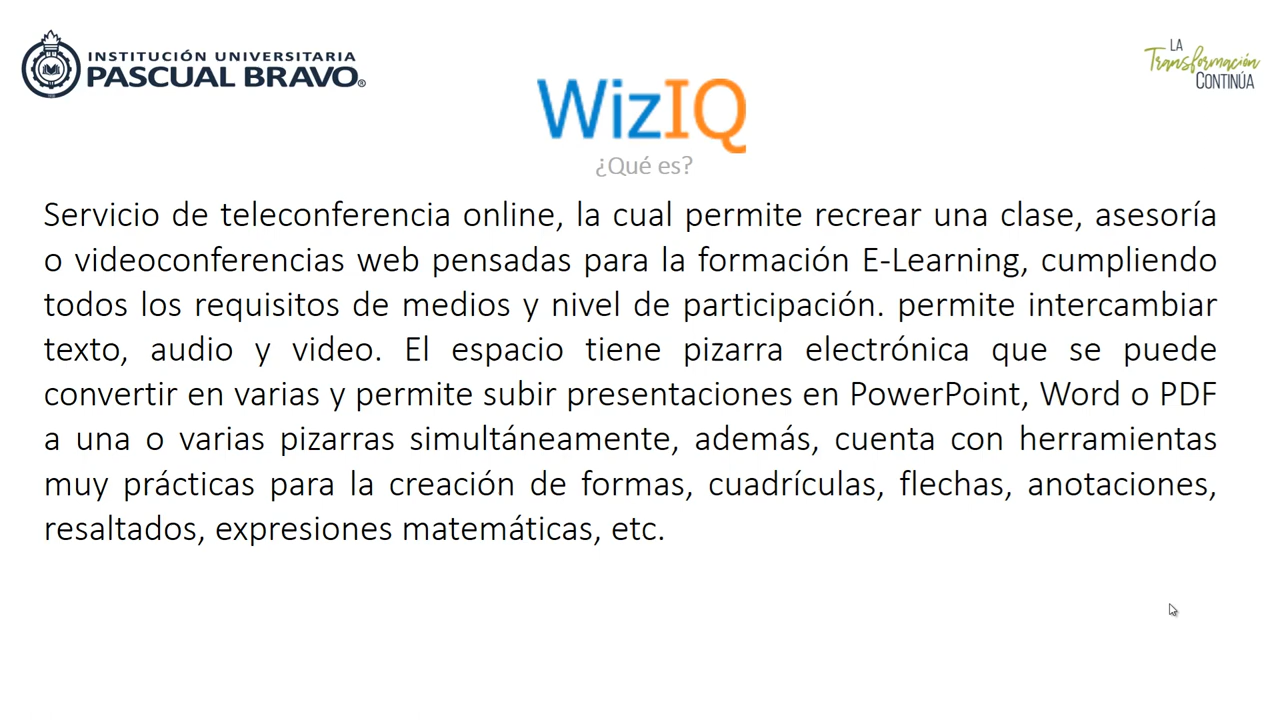 INSTITUCIÓN UNIVERSITARIA
PASCUAL BRAVO®
LA
Transformación
CONTINÚA
WizIQ
¿Qué es?
Servicio de teleconferencia online, la cual permite recrear una clase, asesoría
o videoconferencias web pensadas para la formación E-Learning, cumpliendo
todos los requisitos de medios y nivel de participación. permite intercambiar
texto, audio y video. El espacio tiene pizarra electrónica que se puede
convertir en varias y permite subir presentaciones en PowerPoint, Word o PDF
a una o varias pizarras simultáneamente, además, cuenta con herramientas
muy prácticas para la creación de formas, cuadrículas, flechas, anotaciones,
resaltados, expresiones matemáticas, etc.